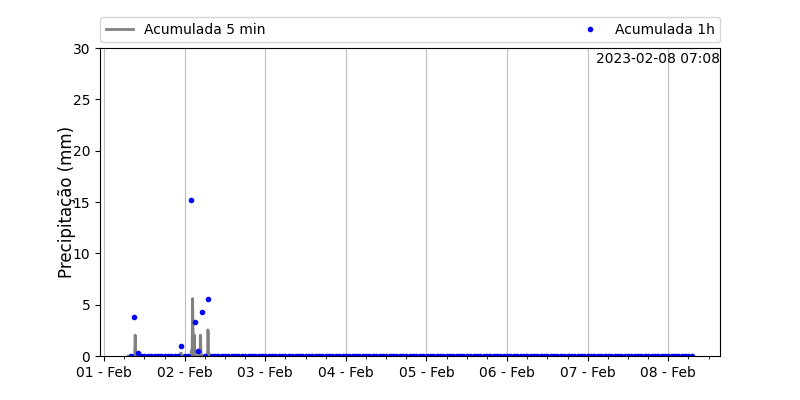 Acumulada 5 min
Acumulada 1h
2023-02-08 07:08
Precipitação (mm)
30
25
20
15
10
5
0
01 - Feb
02 - Feb
03 - Feb
04 - Feb
05 - Feb
06 - Feb
07 - Feb
08 - Feb